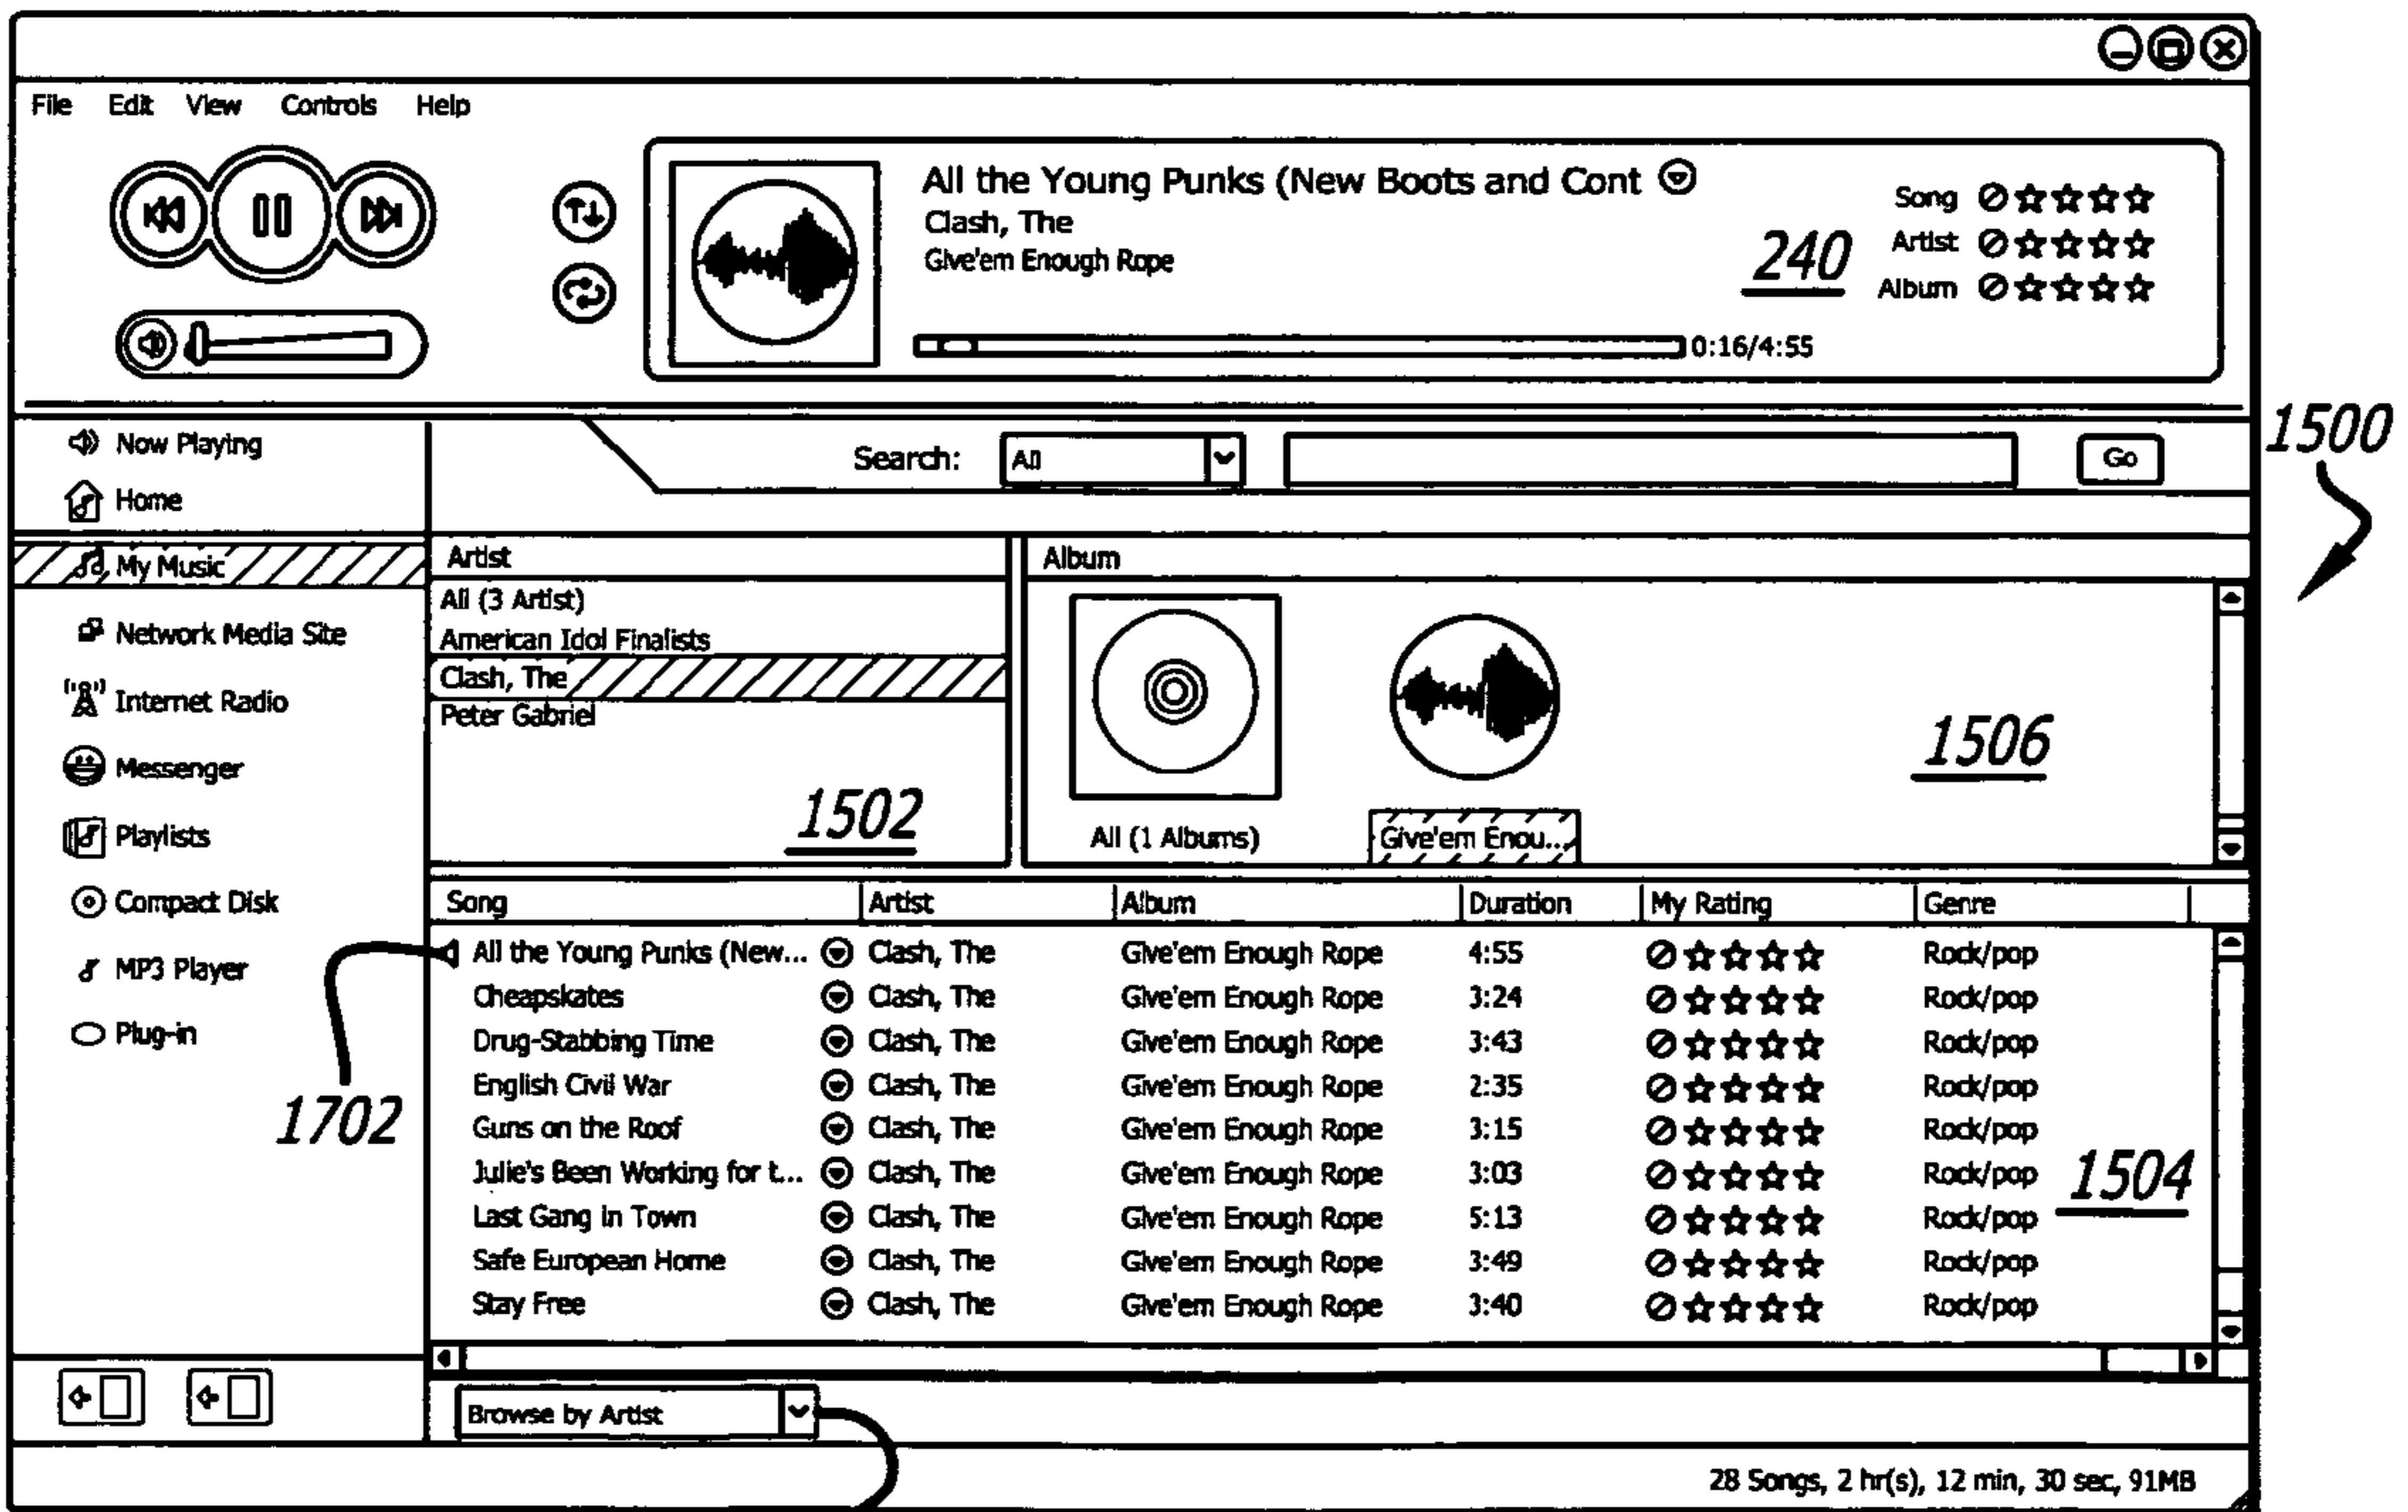 File Edit View Controls Help
All the Young Punks (New Boots and Cont
Clash, The
Give'em Enough Rope
0:16/4:55
Song
Artist
Album
240
1500
Now Playing
Home
My Music
Network Media Site
Internet Radio
Messenger
Playlists
Compact Disk
MP3 Player
Plug-in
1702
Search: All Go
Artist
All (3 Artist)
American Idol Finalists
Clash, The
Peter Gabriel
1502
Album
All (1 Albums) Give'em Enou...
1506
Song Artist Album Duration My Rating Genre
All the Young Punks (New... Clash, The Give'em Enough Rope 4:55 Rock/pop
Cheapskates Clash, The Give'em Enough Rope 3:24 Rock/pop
Drug-Stabbing Time Clash, The Give'em Enough Rope 3:43 Rock/pop
English Civil War Clash, The Give'em Enough Rope 2:35 Rock/pop
Guns on the Roof Clash, The Give'em Enough Rope 3:15 Rock/pop
Julie's Been Working for t... Clash, The Give'em Enough Rope 3:03 Rock/pop
Last Gang in Town Clash, The Give'em Enough Rope 5:13 Rock/pop
Safe European Home Clash, The Give'em Enough Rope 3:49 Rock/pop
Stay Free Clash, The Give'em Enough Rope 3:40 Rock/pop
1504
Browse by Artist
28 Songs, 2 hr(s), 12 min, 30 sec, 91MB